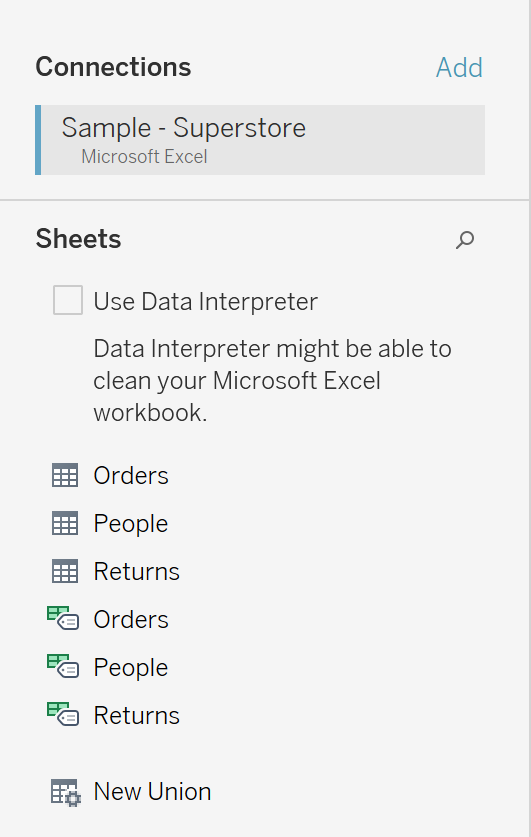 Connections
Add
Sample - Superstore
Microsoft Excel
Sheets
Use Data Interpreter
Data Interpreter might be able to
clean your Microsoft Excel
workbook.
Orders
People
Returns
Orders
People
Returns
New Union